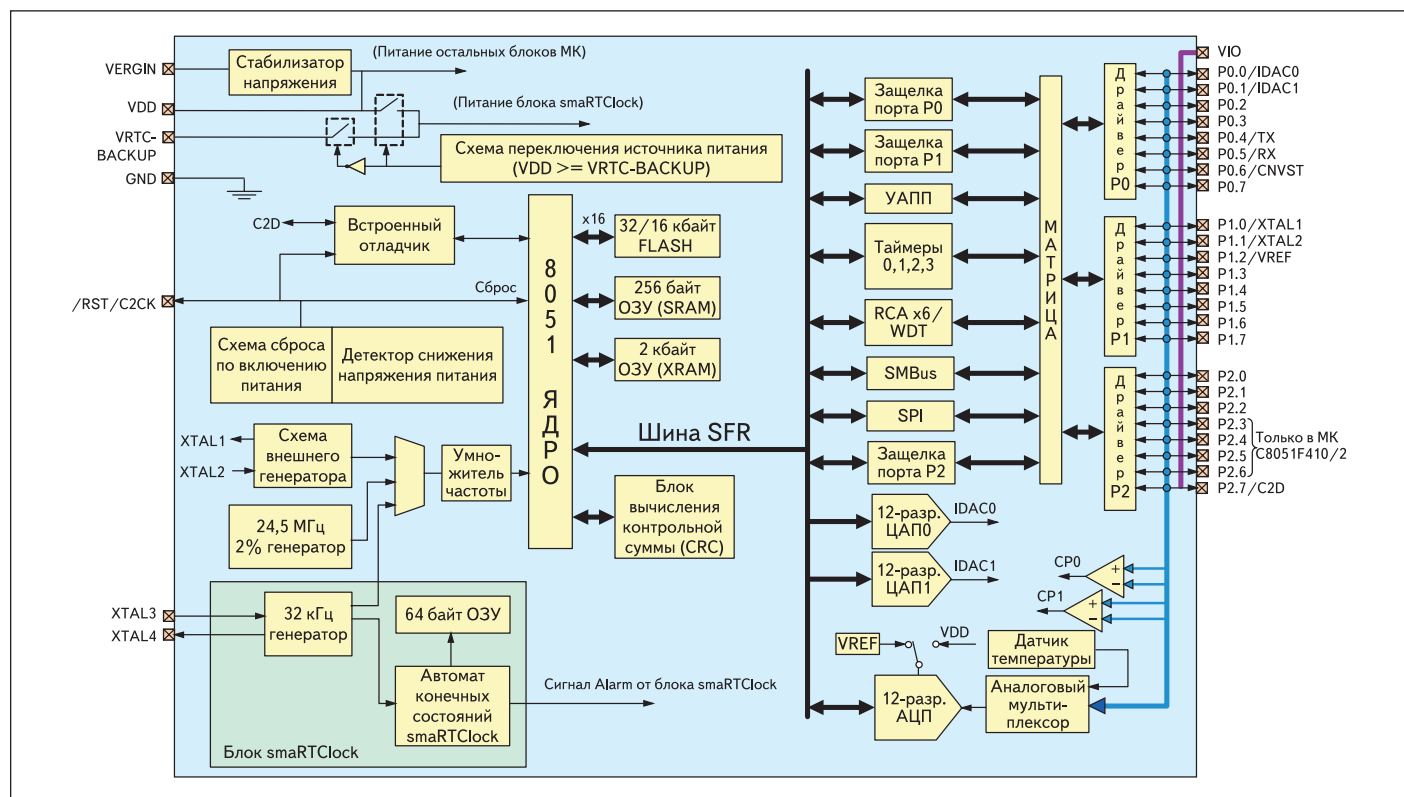 VERGIN
Стабилизатор
напряжения
(Питание остальных блоков МК)
VDD
(Питание блока smaRTClock)
VRTC-
BACKUP
Схема переключения источника питания
(VDD >= VRTC-BACKUP)
GND
C2D
Встроенный
отладчик
/RST/C2CK
Сброс
Схема сброса
по включению
питания
Детектор снижения
напряжения питания
8051 ЯДРО
x16
32/16 кбайт
FLASH
256 байт
ОЗУ (SRAM)
2 кбайт
ОЗУ (XRAM)
Шина SFR
XTAL1
XTAL2
Схема
внешнего
генератора
Умно-
житель
частоты
24,5 МГц
2% генератор
Блок
вычисления
контрольной
суммы (CRC)
XTAL3
XTAL4
32 кГц
генератор
64 байт ОЗУ
Автомат
конечных
состояний
smaRTClock
Сигнал Alarm от блока smaRTClock
Блок smaRTClock
Защелка
порта P0
Защелка
порта P1
УАПП
Таймеры
0,1,2,3
RCA x6/
WDT
SMBus
SPI
Защелка
порта P2
МАТРИЦА
12-разр.
ЦАП0
IDAC0
12-разр.
ЦАП1
IDAC1
CP0
+
−
CP1
+
−
VREF
VDD
Датчик
температуры
12-разр.
АЦП
Аналоговый
мульти-
плексор
Драйвер
P0
Драйвер
P1
Драйвер
P2
VIO
P0.0/IDAC0
P0.1/IDAC1
P0.2
P0.3
P0.4/TX
P0.5/RX
P0.6/CNVST
P0.7
P1.0/XTAL1
P1.1/XTAL2
P1.2/VREF
P1.3
P1.4
P1.5
P1.6
P1.7
P2.0
P2.1
P2.2
P2.3
P2.4
P2.5
P2.6
Только в МК
C8051F410/2
P2.7/C2D